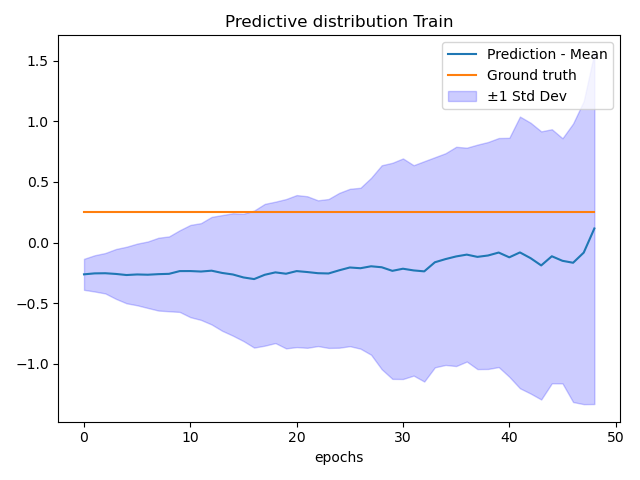 Predictive distribution Train
Prediction - Mean
Ground truth
±1 Std Dev
1.5
1.0
0.5
0.0
−0.5
−1.0
0 10 20 30 40 50
epochs